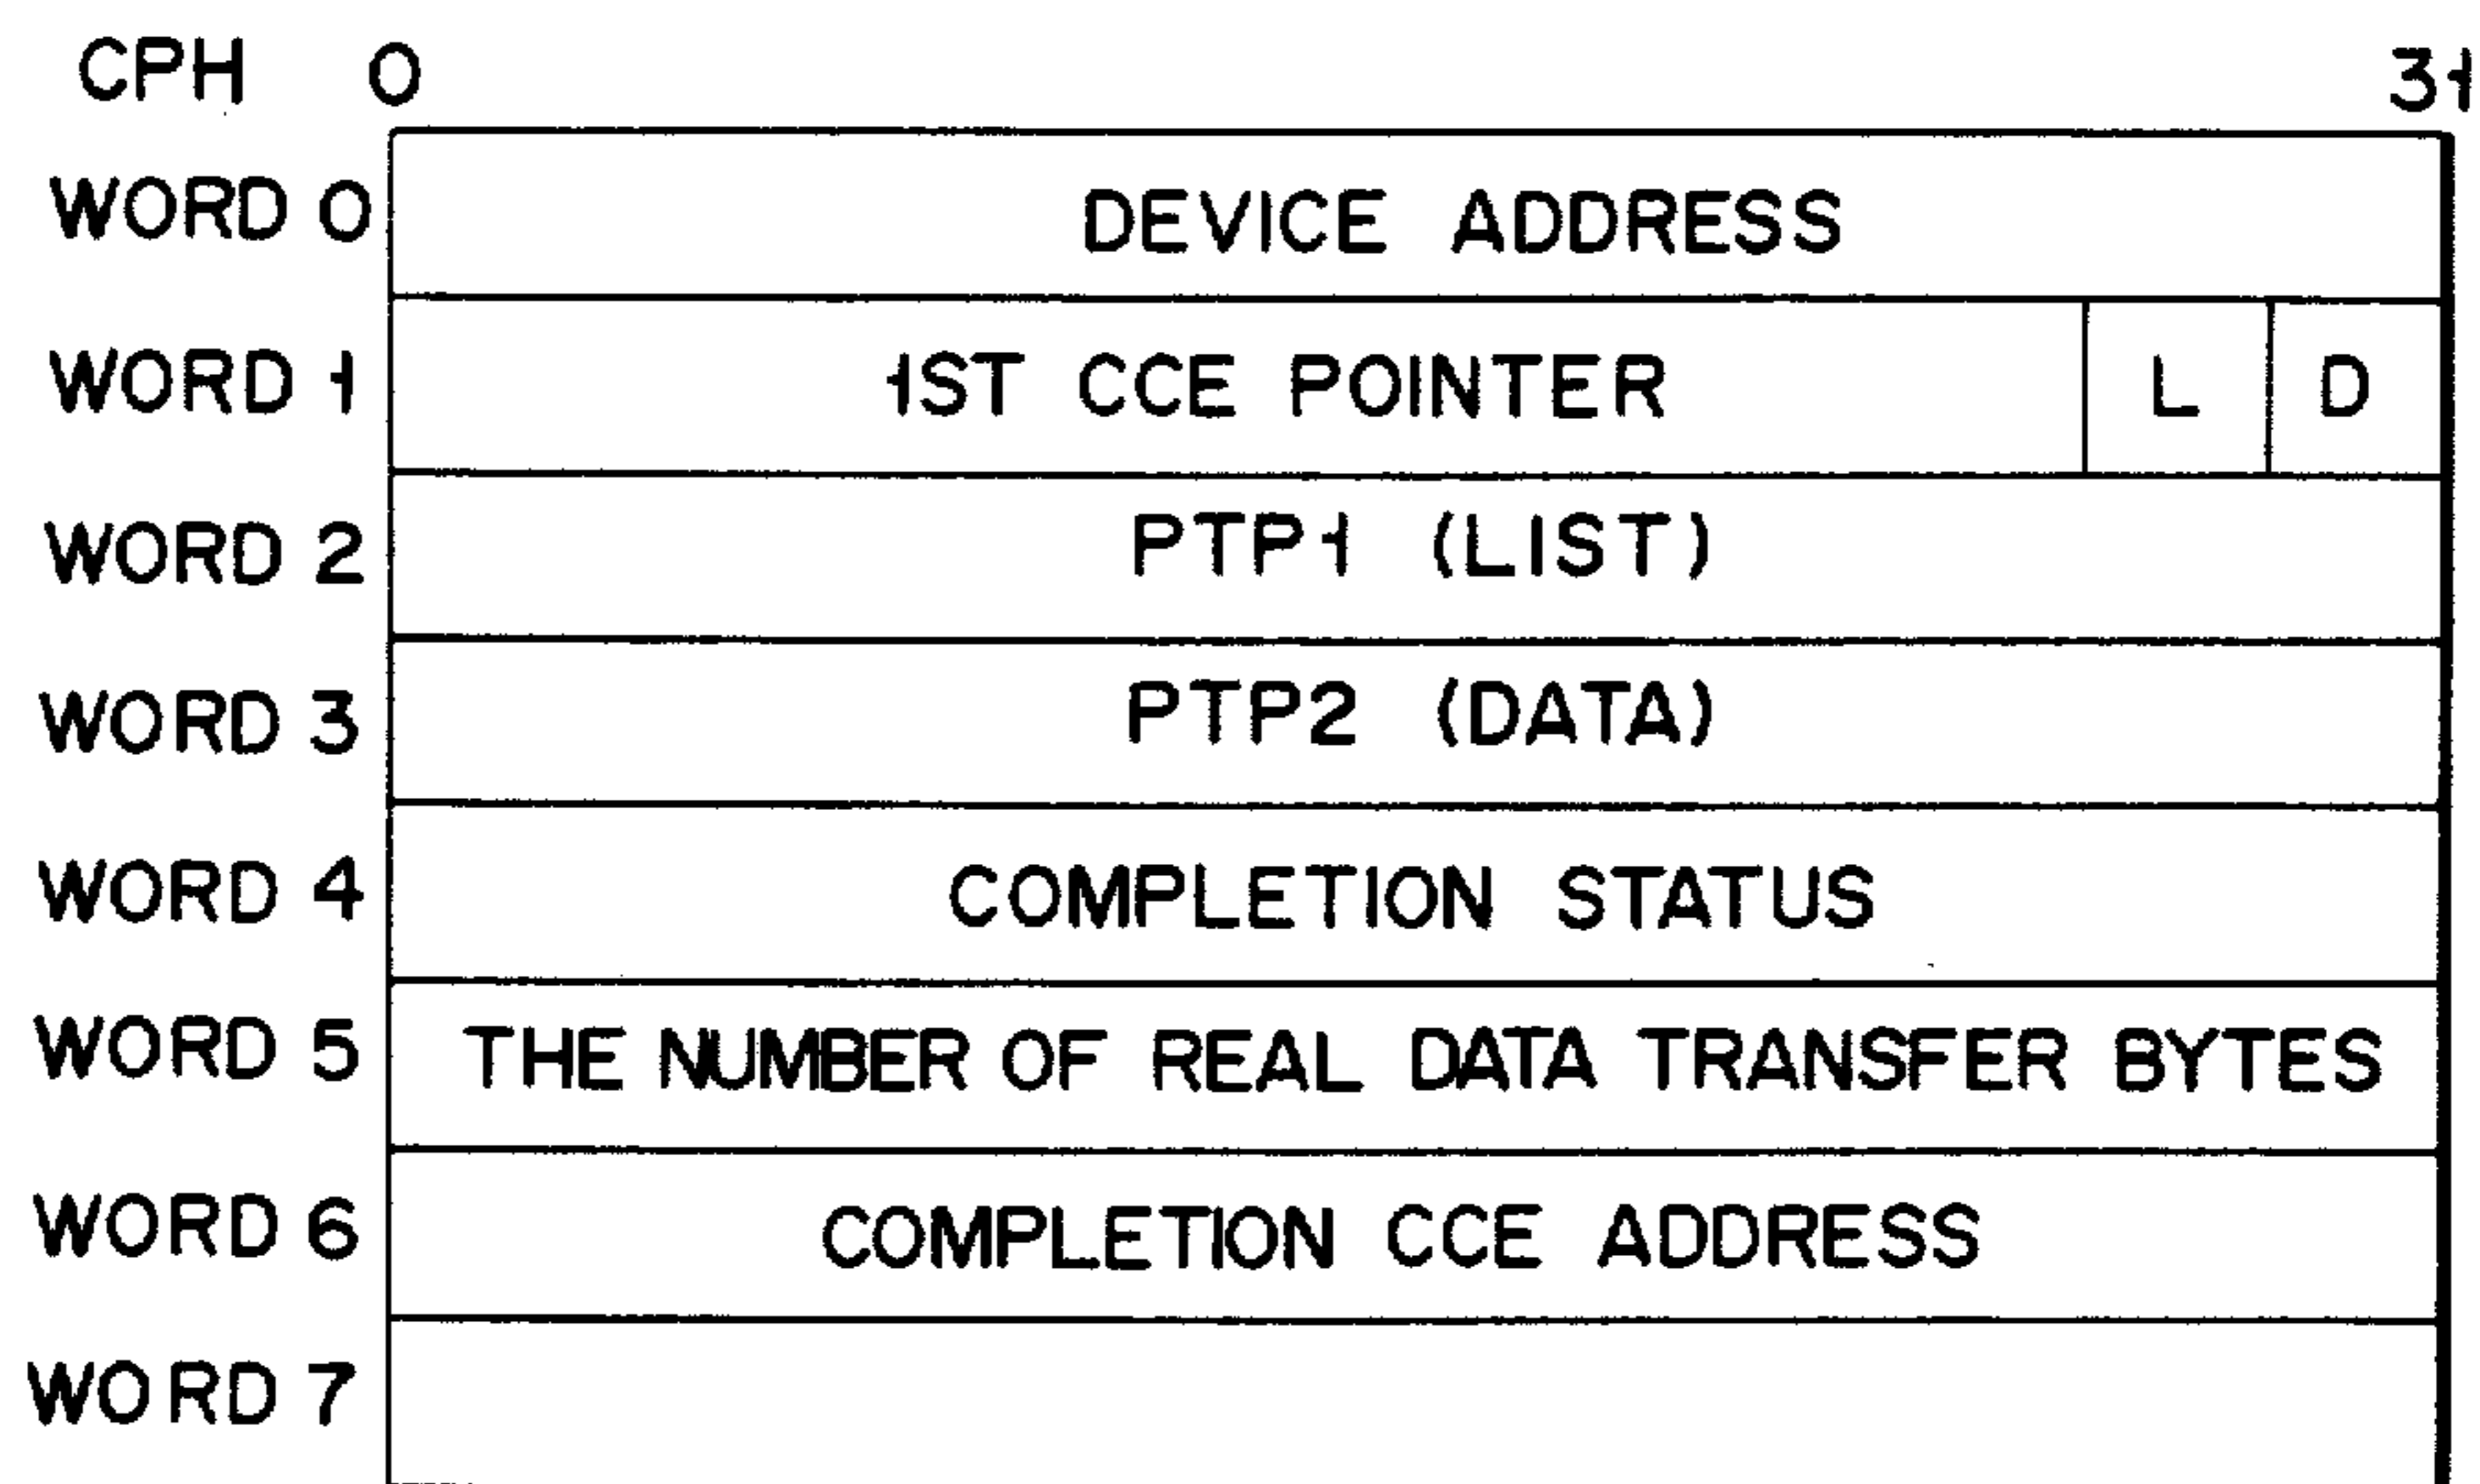 CPH 0 31
WORD 0 DEVICE ADDRESS
WORD 1 1ST CCE POINTER L D
WORD 2 PTP1 (LIST)
WORD 3 PTP2 (DATA)
WORD 4 COMPLETION STATUS
WORD 5 THE NUMBER OF REAL DATA TRANSFER BYTES
WORD 6 COMPLETION CCE ADDRESS
WORD 7